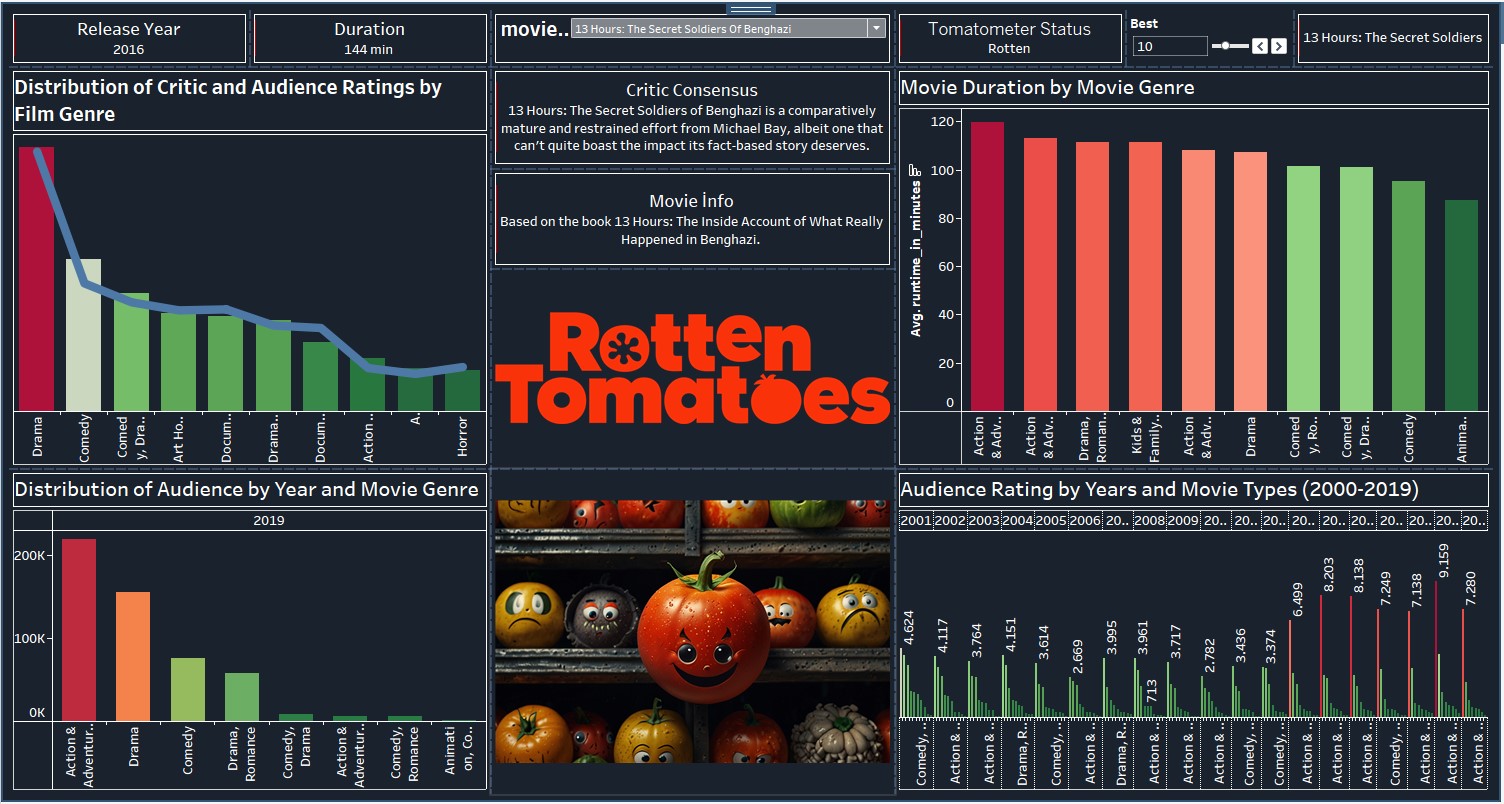 Release Year
2016
Duration
144 min
movie..
13 Hours: The Secret Soldiers Of Benghazi
Tomatometer Status
Rotten
Best
10
13 Hours: The Secret Soldiers
Distribution of Critic and Audience Ratings by
Film Genre
Drama
Comedy
Comed
y, Dra..
Art Ho..
Docum..
Drama..
Docum..
Action..
A..
Horror
Critic Consensus
13 Hours: The Secret Soldiers of Benghazi is a comparatively
mature and restrained effort from Michael Bay, albeit one that
can't quite boast the impact its fact-based story deserves.
Movie İnfo
Based on the book 13 Hours: The Inside Account of What Really
Happened in Benghazi.
Rotten
Tomatoes
Movie Duration by Movie Genre
Avg. runtime_in_minutes
120
100
80
60
40
20
0
Action
& Adv..
Action
& Adv..
Drama,
Roman..
Kids &
Family..
Action
& Adv..
Drama
Comed
y, Ro..
Comed
y, Dra..
Comedy
Anima..
Distribution of Audience by Year and Movie Genre
2019
200K
100K
0K
Action &
Adventur..
Drama
Comedy
Drama,
Romance
Comedy,
Drama
Action &
Adventur..
Comedy,
Romance
Animati
on, Co..
Audience Rating by Years and Movie Types (2000-2019)
2001 2002 2003 2004 2005 2006 20.. 2008 2009 20.. 20.. 20.. 20.. 20.. 20.. 20.. 20.. 20.. 20..
4.624
4.117
3.764
4.151
3.614
2.669
3.995
3.961
713
3.717
2.782
3.436
3.374
6.499
8.203
8.138
7.249
7.138
9.159
7.280
Comedy, ..
Action & ..
Action & ..
Drama, R..
Comedy, ..
Action & ..
Drama, R..
Action & ..
Action & ..
Action & ..
Comedy, ..
Comedy, ..
Action & ..
Action & ..
Action & ..
Comedy, ..
Action & ..
Action & ..
Action & ..